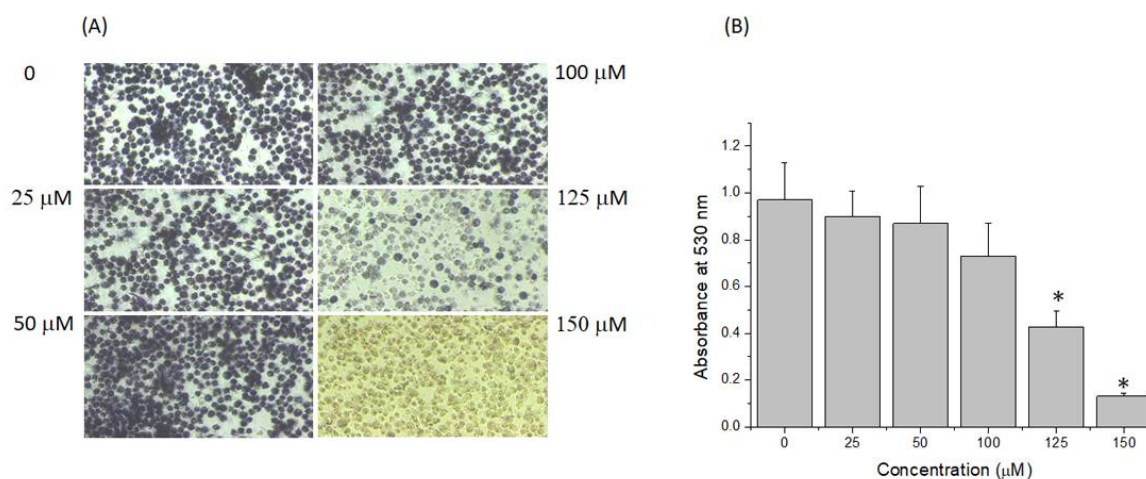 (A)
0
100 µM
25 µM
125 µM
50 µM
150 µM
(B)
Absorbance at 530 nm
1.2
1.0
0.8
0.6
0.4
0.2
0.0
*
*
0 25 50 100 125 150
Concentration (µM)